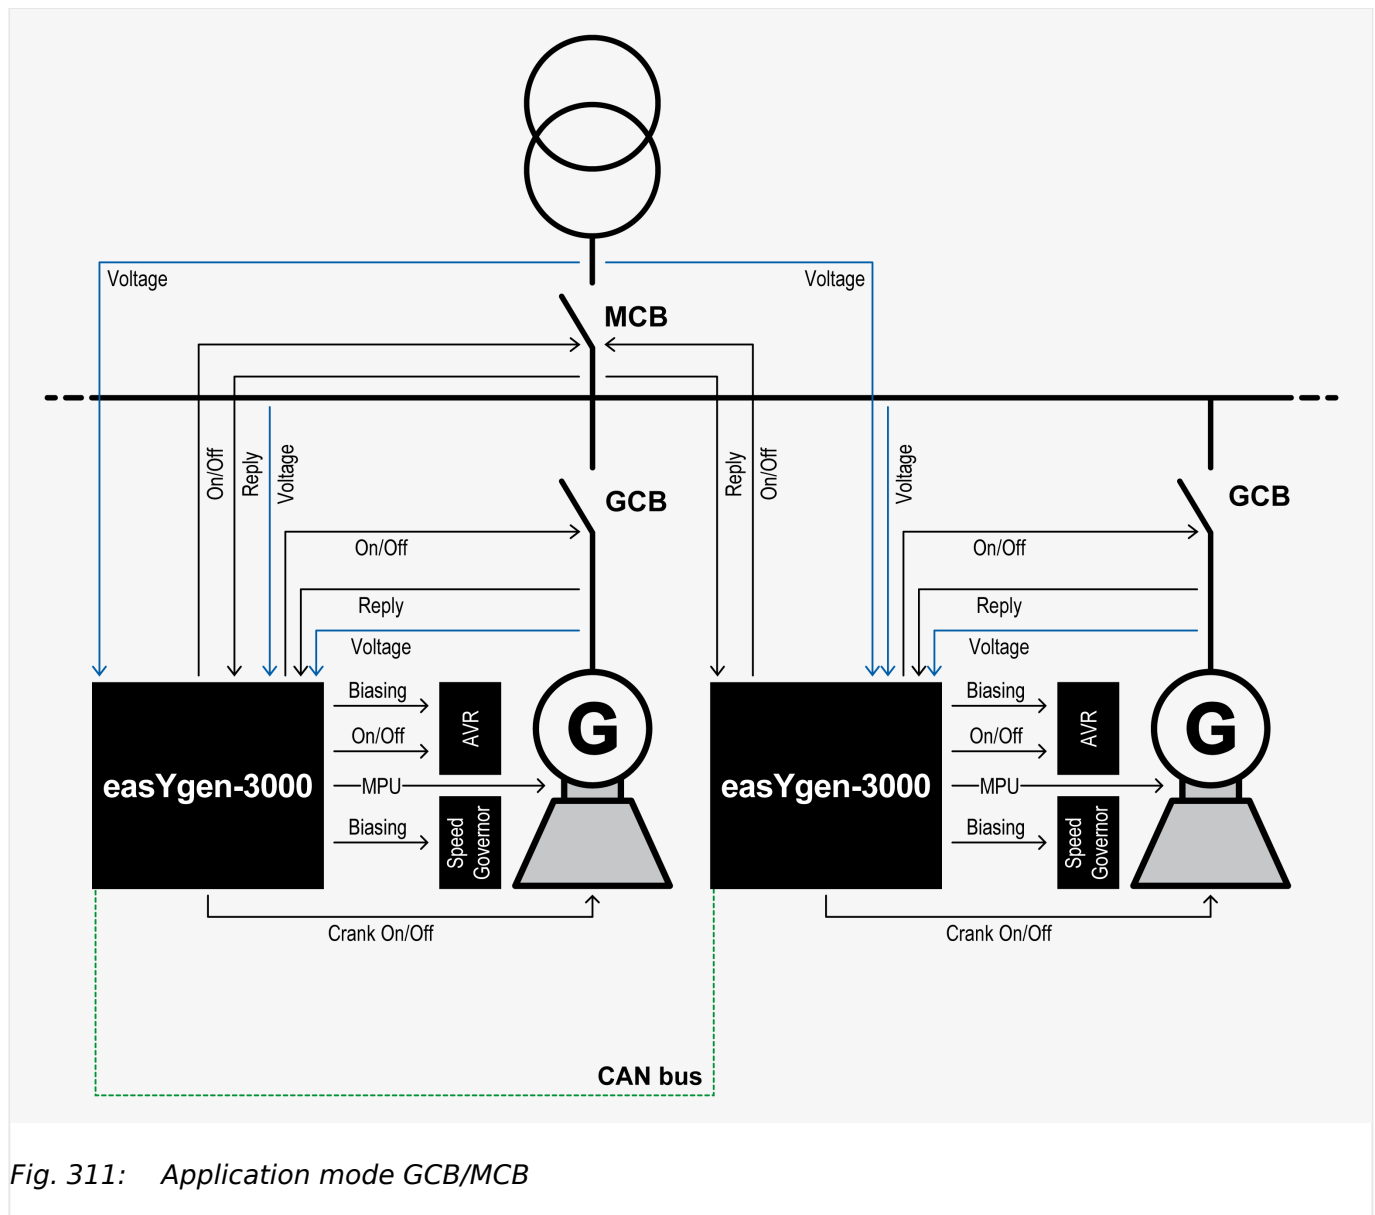 Voltage
Voltage
MCB
On/Off
Reply
Voltage
Reply
On/Off
Voltage
GCB
GCB
On/Off
On/Off
Reply
Reply
Voltage
Voltage
Biasing
On/Off
MPU
Biasing
AVR
Speed
Governor
G
easYgen-3000
Biasing
On/Off
MPU
Biasing
AVR
Speed
Governor
G
easYgen-3000
Crank On/Off
Crank On/Off
CAN bus
Fig. 311: Application mode GCB/MCB